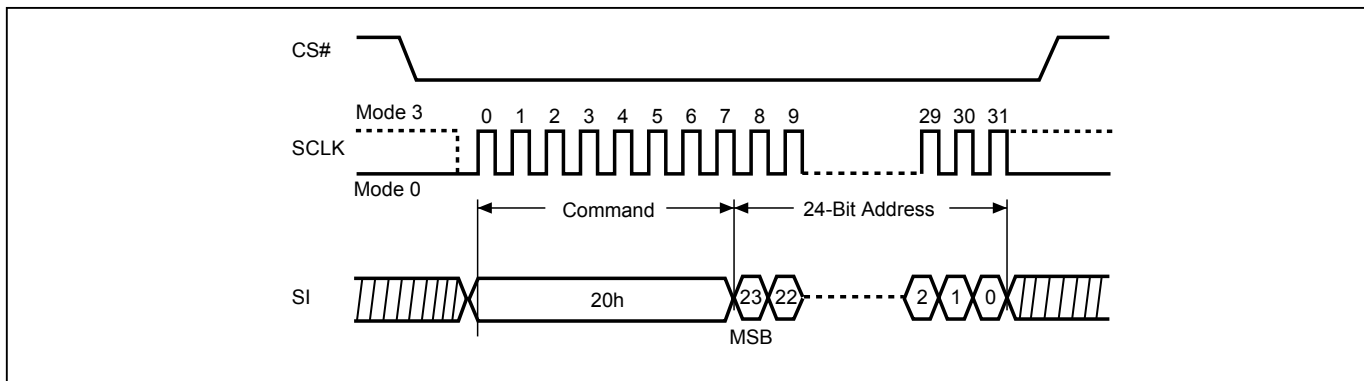 CS#
Mode 3
0 1 2 3 4 5 6 7 8 9 29 30 31
SCLK
Mode 0
Command 24-Bit Address
SI 20h 23 22 2 1 0
MSB